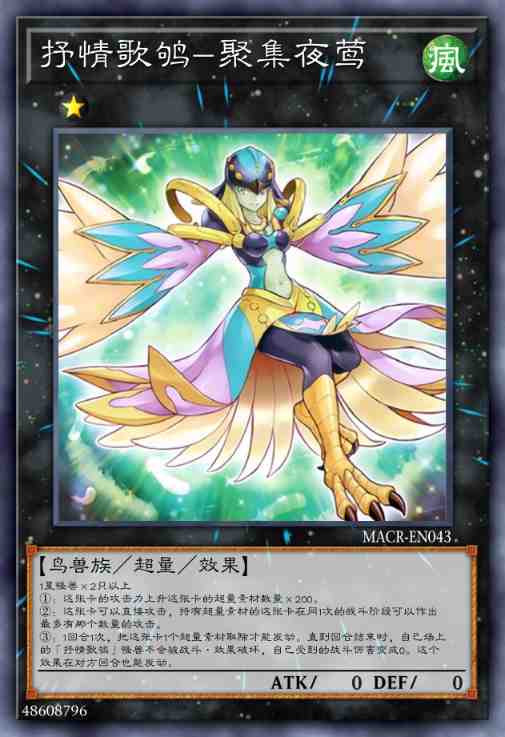 抒情歌鸲-聚集夜莺
風
MACR-EN043
【鸟兽族／超量／效果】
1星怪兽×2只以上
①：这张卡的攻击力上升这张卡的超量素材数量×200。
②：这张卡可以直接攻击，持有超量素材的这张卡在同1次的战斗阶段可以作出
最多有那个数量的攻击。
③：1回合1次，把这张卡1个超量素材取除才能发动。直到回合结束时，自己场上
的「抒情歌鸲」怪兽不会被战斗·效果破坏，自己受到的战斗伤害变成0。这个
效果在对方回合也能发动。
ATK/ 0 DEF/ 0
48608796